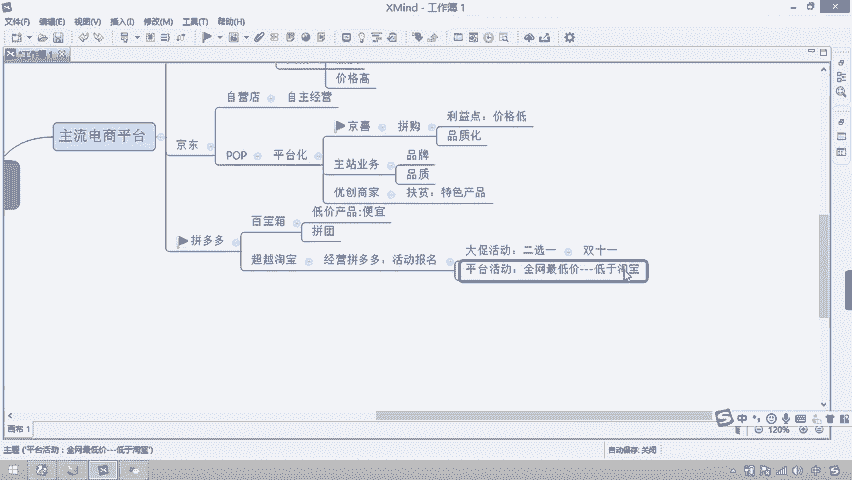 XMind - 工作簿 1
文件(F) 编辑(E) 视图(V) 插入(I) 修改(M) 工具(T) 帮助(H)
*工作簿 1
价格高
自营店 自主经营
利益点：价格低
京喜 拼购
主流电商平台
品质化
京东
POP 平台化
品牌
主站业务
品质
优创商家 扶贫：特色产品
低价产品:便宜
百宝箱
拼多多
拼团
大促活动：二选一 双十一
超越淘宝 经营拼多多：活动报名
平台活动：全网最低价---低于淘宝
画布 1
中
120%
主题 ('平台活动：全网最低价---低于淘宝')
自动保存: 关闭
中